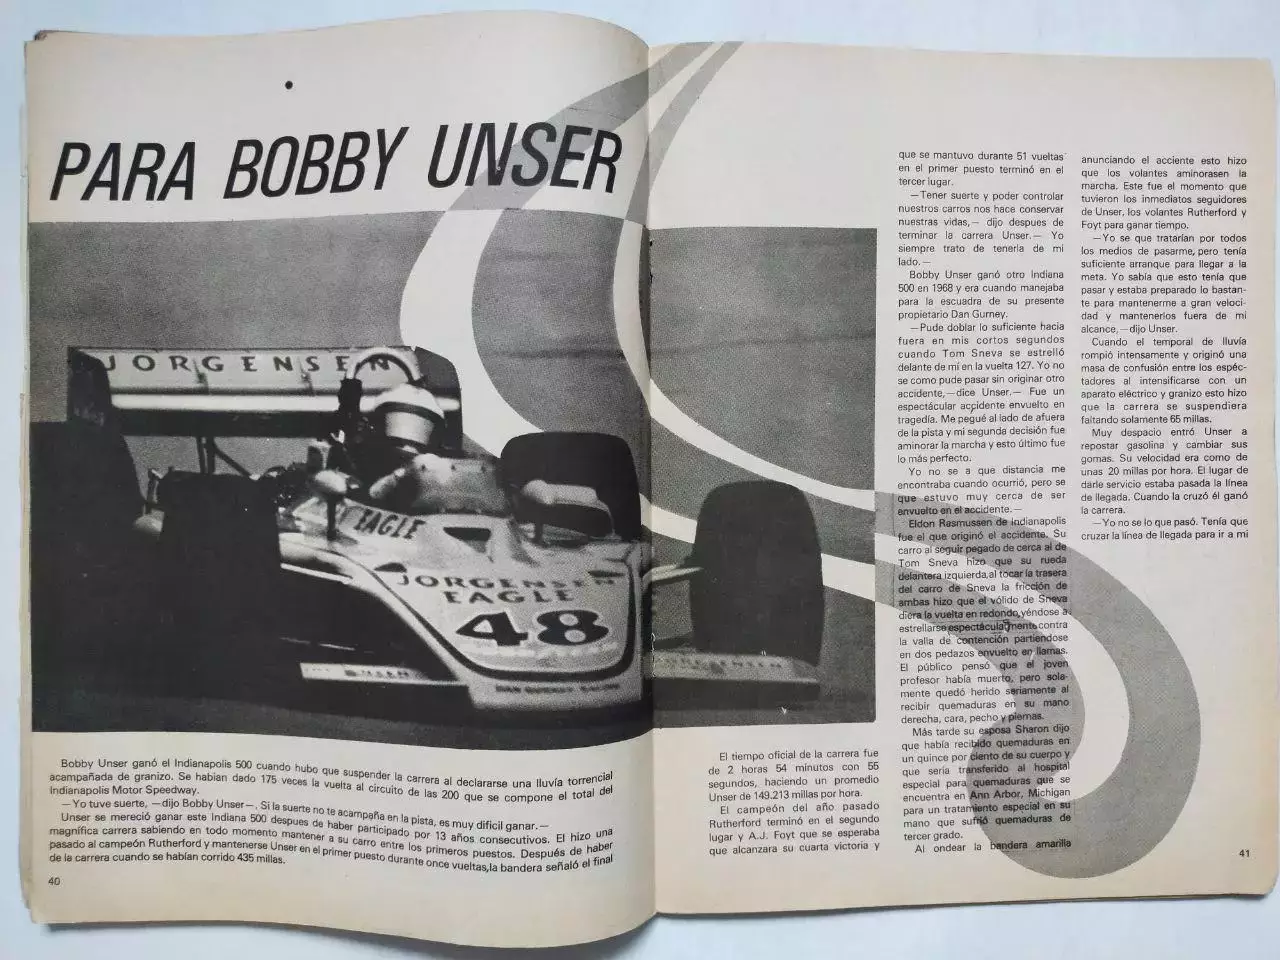 PARA BOBBY UNSER
JORGENSEN
EAGLE
JORGENSEN
EAGLE
48
JORGENSEN
Bobby Unser ganó el Indianapolis 500 cuando hubo que suspender la carrera al declararse una lluvía torrencial
acampañada de granizo. Se habían dado 175 veces la vuelta al circuito de las 200 que se compone el total del
Indianapolis Motor Speedway.
—Yo tuve suerte, —dijo Bobby Unser—. Si la suerte no te acampaña en la pista, es muy dificil ganar.—
Unser se mereció ganar este Indiana 500 despues de haber participado por 13 años consecutivos. El hizo una
magnífica carrera sabiendo en todo momento mantener a su carro entre los primeros puestos. Después de haber
pasado al campeón Rutherford y mantenerse Unser en el primer puesto durante once vueltas,la bandera señaló el final
de la carrera cuando se habían corrido 435 millas.
40
El tiempo oficial de la carrera fue
de 2 horas 54 minutos con 55
segundos, haciendo un promedio
Unser de 149.213 millas por hora.
El campeón del año pasado
Rutherford terminó en el segundo
lugar y A.J. Foyt que se esperaba
que alcanzara su cuarta victoria y
que se mantuvo durante 51 vueltas
en el primer puesto terminó en el
tercer lugar.
—Tener suerte y poder controlar
nuestros carros nos hace conservar
nuestras vidas,— dijo despues de
terminar la carrera Unser.— Yo
siempre trato de tenerla de mi
lado.—
Bobby Unser ganó otro Indiana
500 en 1968 y era cuando manejaba
para la escuadra de su presente
propietario Dan Gurney.
—Pude doblar lo suficiente hacia
fuera en mis cortos segundos
cuando Tom Sneva se estrelló
delante de mí en la vuelta 127. Yo no
se como pude pasar sin originar otro
accidente,—dice Unser.— Fue un
espectácular accidente envuelto en
tragedía. Me pegué al lado de afuera
de la pista y mi segunda decisión fue
aminorar la marcha y esto último fue
lo más perfecto.
Yo no se a que distancia me
encontraba cuando ocurrió, pero se
que estuvo muy cerca de ser
envuelto en el accidente.—
Eldon Rasmussen de Indianapolis
fue el que originó el accidente. Su
carro al seguir pegado de cerca al de
Tom Sneva hizo que su rueda
delantera izquierda,al tocar la trasera
del carro de Sneva la fricción de
ambas hizo que el vólido de Sneva
diera la vuelta en redondo,yéndose a
estrellarse espectácularmente contra
la valla de contención partiendose
en dos pedazos envuelto en llamas.
El público pensó que el joven
profesor había muerto, pero sola-
mente quedó herido seriamente al
recibir quemaduras en su mano
derecha, cara, pecho y piernas.
Más tarde su esposa Sharon dijo
que había recibido quemaduras en
un quince por ciento de su cuerpo y
que sería transferido al hospital
especial para quemaduras que se
encuentra en Ann Arbor, Michigan
para un tratamiento especial en su
mano que sufrió quemaduras de
tercer grado.
Al ondear la bandera amarilla
anunciando el acciente esto hizo
que los volantes aminorasen la
marcha. Este fue el momento que
tuvieron los inmediatos seguidores
de Unser, los volantes Rutherford y
Foyt para ganar tiempo.
—Yo se que tratarían por todos
los medios de pasarme, pero tenía
suficiente arranque para llegar a la
meta. Yo sabía que esto tenía que
pasar y estaba preparado lo bastan-
te para mantenerme a gran veloci-
dad y mantenerlos fuera de mi
alcance,—dijo Unser.
Cuando el temporal de lluvía
rompió intensamente y originó una
masa de confusión entre los espéc-
tadores al intensificarse con un
aparato eléctrico y granizo esto hizo
que la carrera se suspendiera
faltando solamente 65 millas.
Muy despacio entró Unser a
repostar gasolina y cambiar sus
gomas. Su velocidad era como de
unas 20 millas por hora. El lugar de
darle servicio estaba pasada la línea
de llegada. Cuando la cruzó él ganó
la carrera.
—Yo no se lo que pasó. Tenía que
cruzar la línea de llegada para ir a mi
41